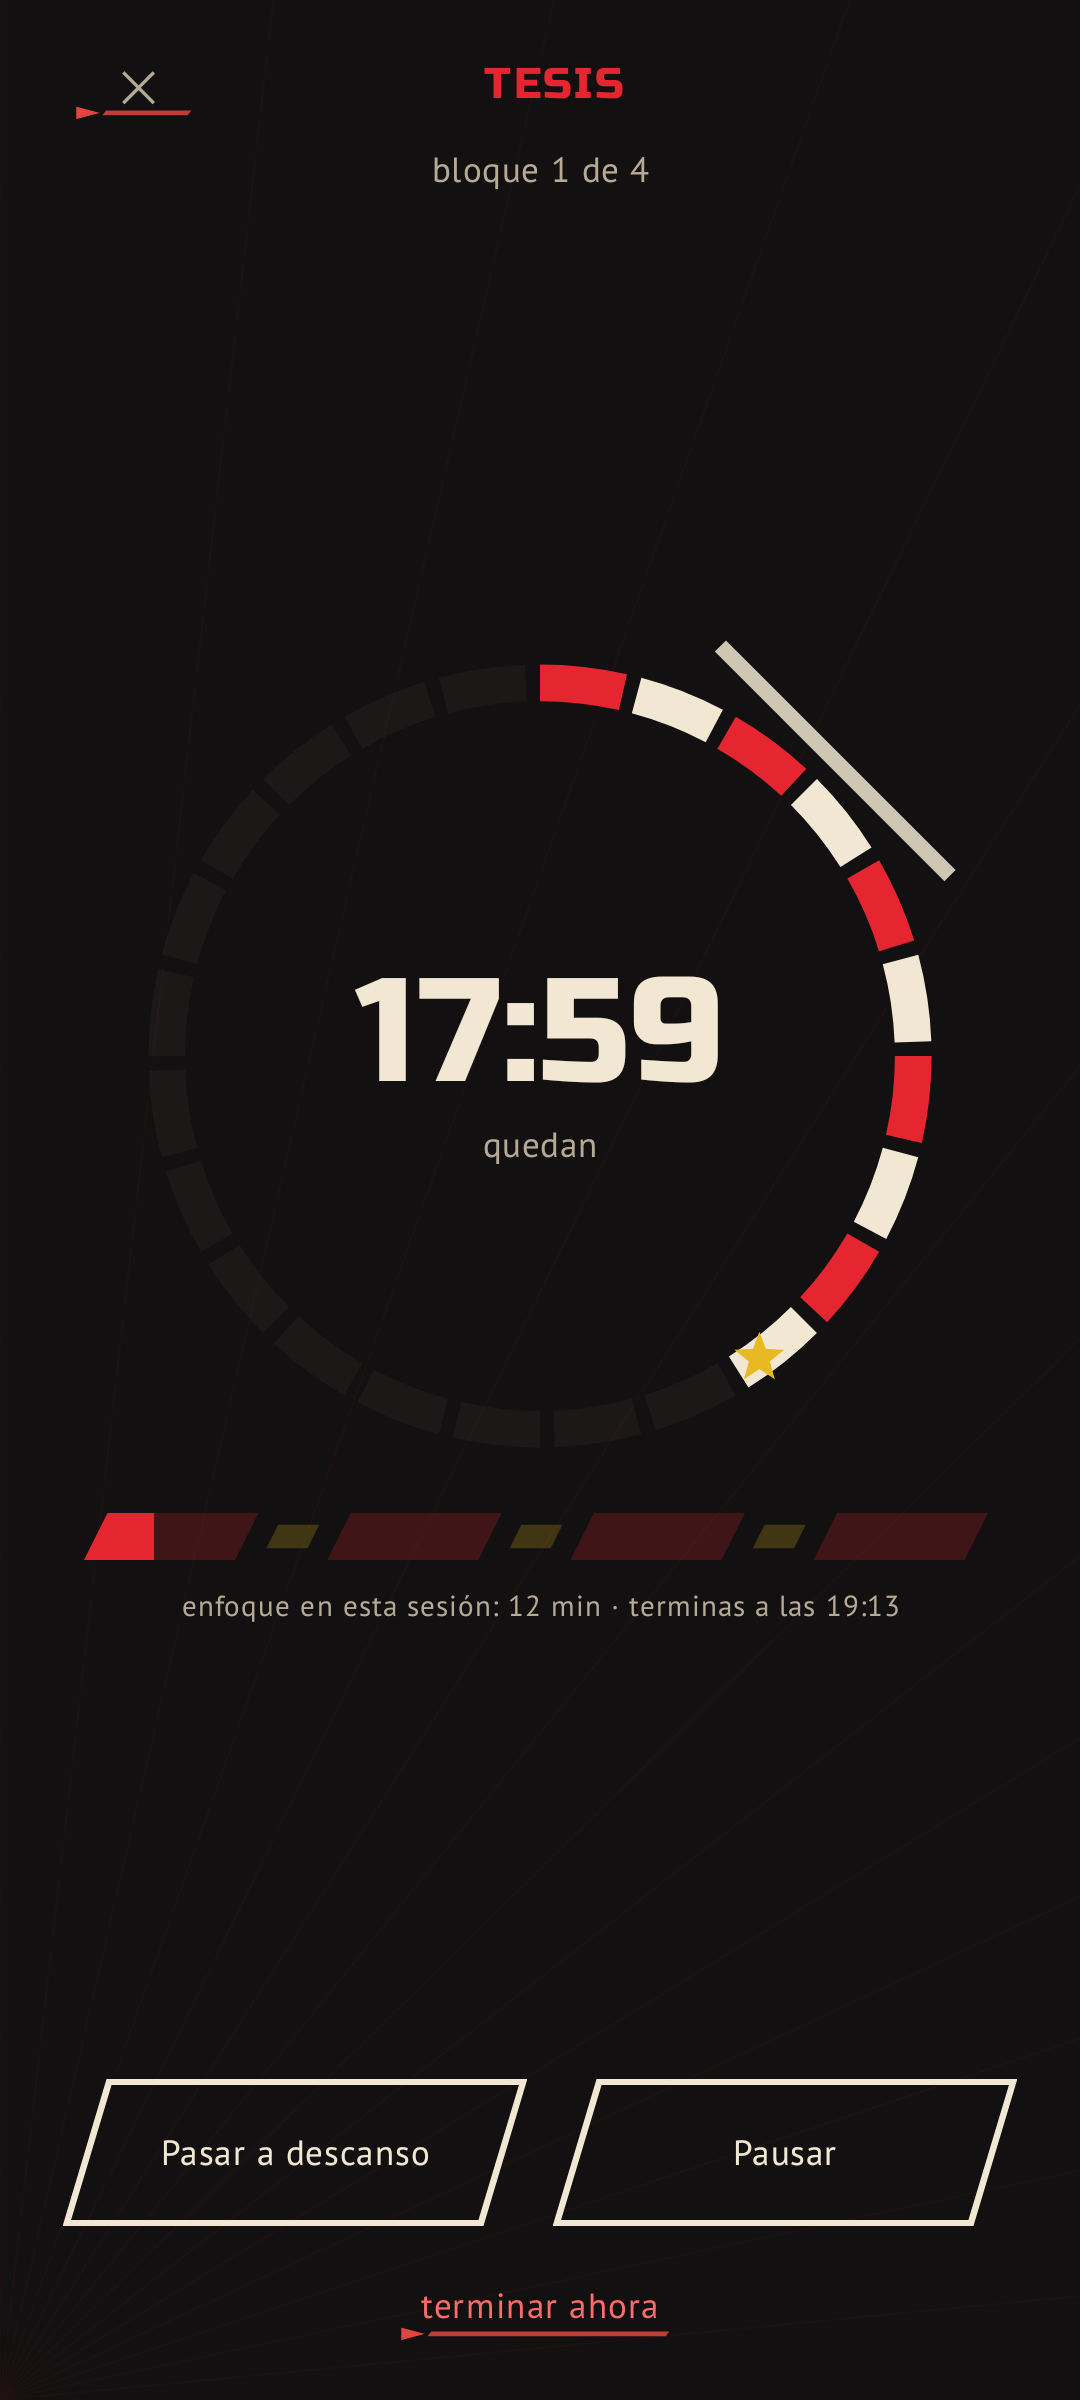 TESIS
bloque 1 de 4
17:59
quedan
enfoque en esta sesión: 12 min · terminas a las 19:13
Pasar a descanso
Pausar
terminar ahora